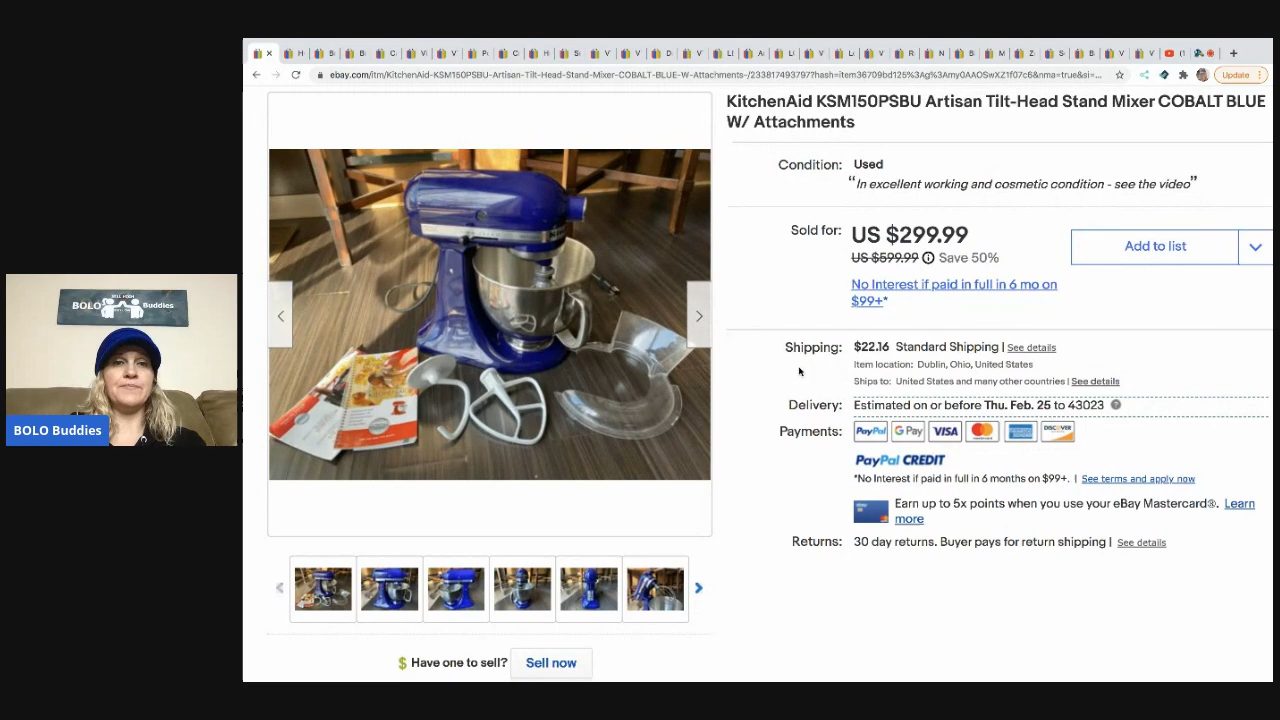 ebay.com/itm/KitchenAid-KSM150PSBU-Artisan-Tilt-Head-Stand-Mixer-COBALT-BLUE-W-Attachments-/233817493797?hash=item36709bd125%3Ag%3Amy0AAOSwXZ1f07c6&nma=true&si=...
Update
KitchenAid KSM150PSBU Artisan Tilt-Head Stand Mixer COBALT BLUE
W/ Attachments
Condition: Used
“In excellent working and cosmetic condition - see the video”
Sold for: US $299.99
US $599.99 Save 50%
Add to list
No Interest if paid in full in 6 mo on
$99+*
Shipping: $22.16 Standard Shipping | See details
Item location: Dublin, Ohio, United States
Ships to: United States and many other countries | See details
Delivery: Estimated on or before Thu. Feb. 25 to 43023
Payments: PayPal G Pay VISA DISCOVER
PayPal CREDIT
*No Interest if paid in full in 6 months on $99+. | See terms and apply now
Earn up to 5x points when you use your eBay Mastercard®. Learn
more
Returns: 30 day returns. Buyer pays for return shipping | See details
Have one to sell? Sell now
SELL HIGH
BOLO Buddies
BOLO Buddies